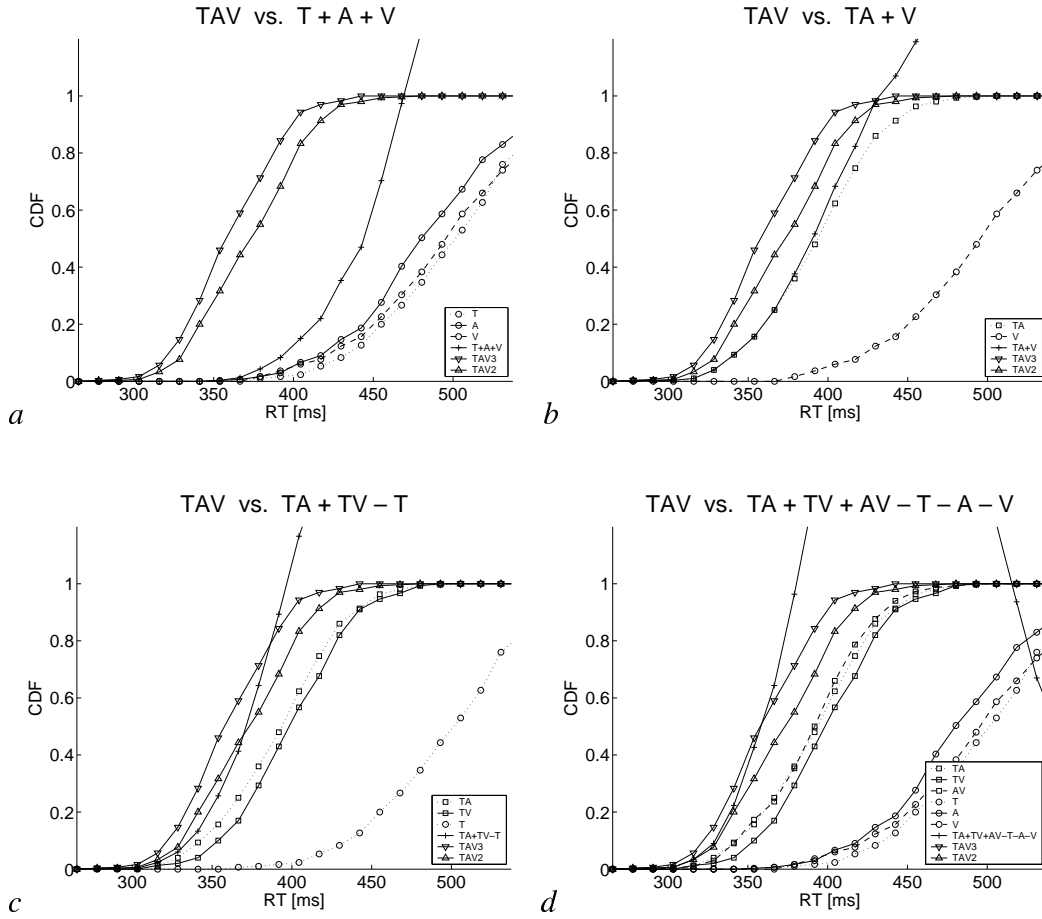 TAV vs. T + A + V
1
0.8
0.6
0.4
0.2
0
CDF
300 350 400 450 500
RT [ms]
T
A
V
T+A+V
TAV3
TAV2
a
TAV vs. TA + V
1
0.8
0.6
0.4
0.2
0
CDF
300 350 400 450 500
RT [ms]
TA
V
TA+V
TAV3
TAV2
b
TAV vs. TA + TV – T
1
0.8
0.6
0.4
0.2
0
CDF
300 350 400 450 500
RT [ms]
TA
TV
T
TA+TV–T
TAV3
TAV2
c
TAV vs. TA + TV + AV – T – A – V
1
0.8
0.6
0.4
0.2
0
CDF
300 350 400 450 500
RT [ms]
TA
TV
AV
T
A
V
TA+TV+AV–T–A–V
TAV3
TAV2
d